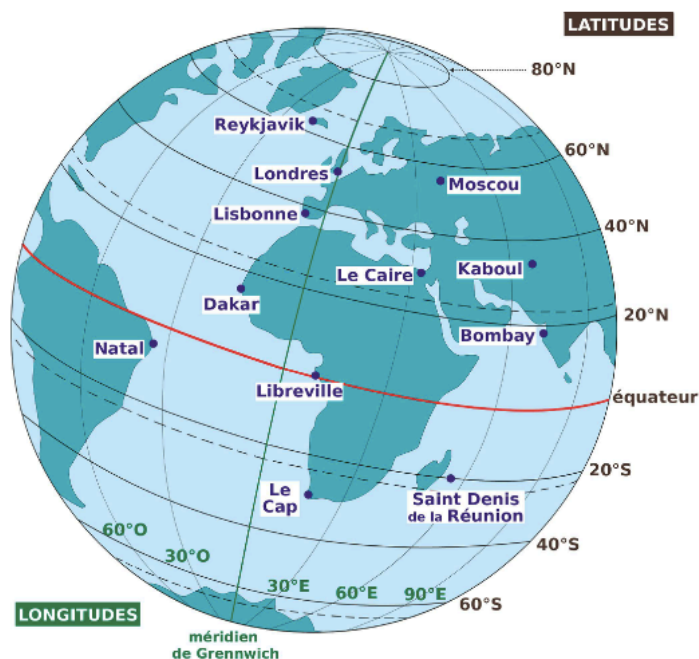 LATITUDES
80°N
Reykjavik
60°N
Londres
Moscou
Lisbonne
40°N
Le Caire
Kaboul
Dakar
20°N
Bombay
Natal
Libreville
équateur
20°S
Le
Cap
Saint Denis
de la Réunion
60°O
40°S
30°O
30°E
60°E
90°E
60°S
LONGITUDES
méridien
de Grennwich